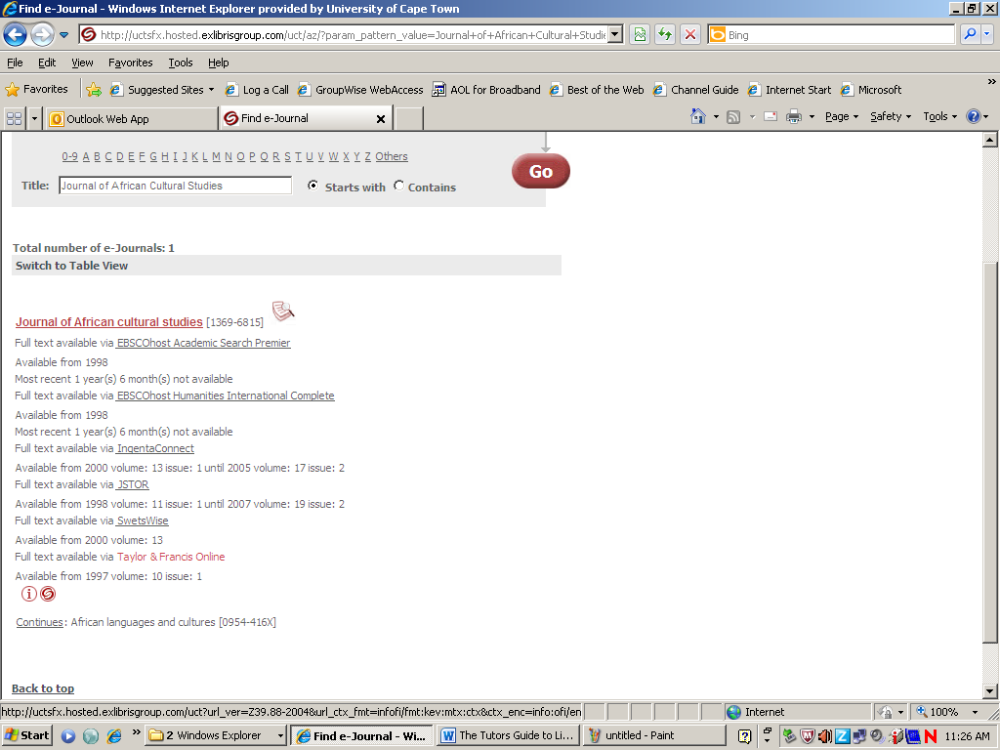 Find e-Journal - Windows Internet Explorer provided by University of Cape Town
http://uctsfx.hosted.exlibrisgroup.com/uct/az/?param_pattern_value=Journal+of+African+Cultural+Studie
Bing
File Edit View Favorites Tools Help
Favorites Suggested Sites Log a Call GroupWise WebAccess AOL for Broadband Best of the Web Channel Guide Internet Start Microsoft
Outlook Web App Find e-Journal Page Safety Tools
0-9 A B C D E F G H I J K L M N O P Q R S T U V W X Y Z Others
Title: Journal of African Cultural Studies Starts with Contains Go
Total number of e-Journals: 1
Switch to Table View
Journal of African cultural studies [1369-6815]
Full text available via EBSCOhost Academic Search Premier
Available from 1998
Most recent 1 year(s) 6 month(s) not available
Full text available via EBSCOhost Humanities International Complete
Available from 1998
Most recent 1 year(s) 6 month(s) not available
Full text available via IngentaConnect
Available from 2000 volume: 13 issue: 1 until 2005 volume: 17 issue: 2
Full text available via JSTOR
Available from 1998 volume: 11 issue: 1 until 2007 volume: 19 issue: 2
Full text available via SwetsWise
Available from 2000 volume: 13
Full text available via Taylor & Francis Online
Available from 1997 volume: 10 issue: 1
Continues: African languages and cultures [0954-416X]
Back to top
http://uctsfx.hosted.exlibrisgroup.com/uct?url_ver=Z39.88-2004&url_ctx_fmt=infofi/fmt:kev:mtx:ctx&ctx_enc=info:ofi/en Internet 100%
Start 2 Windows Explorer Find e-Journal - Wi... The Tutors Guide to Li... untitled - Paint 11:26 AM